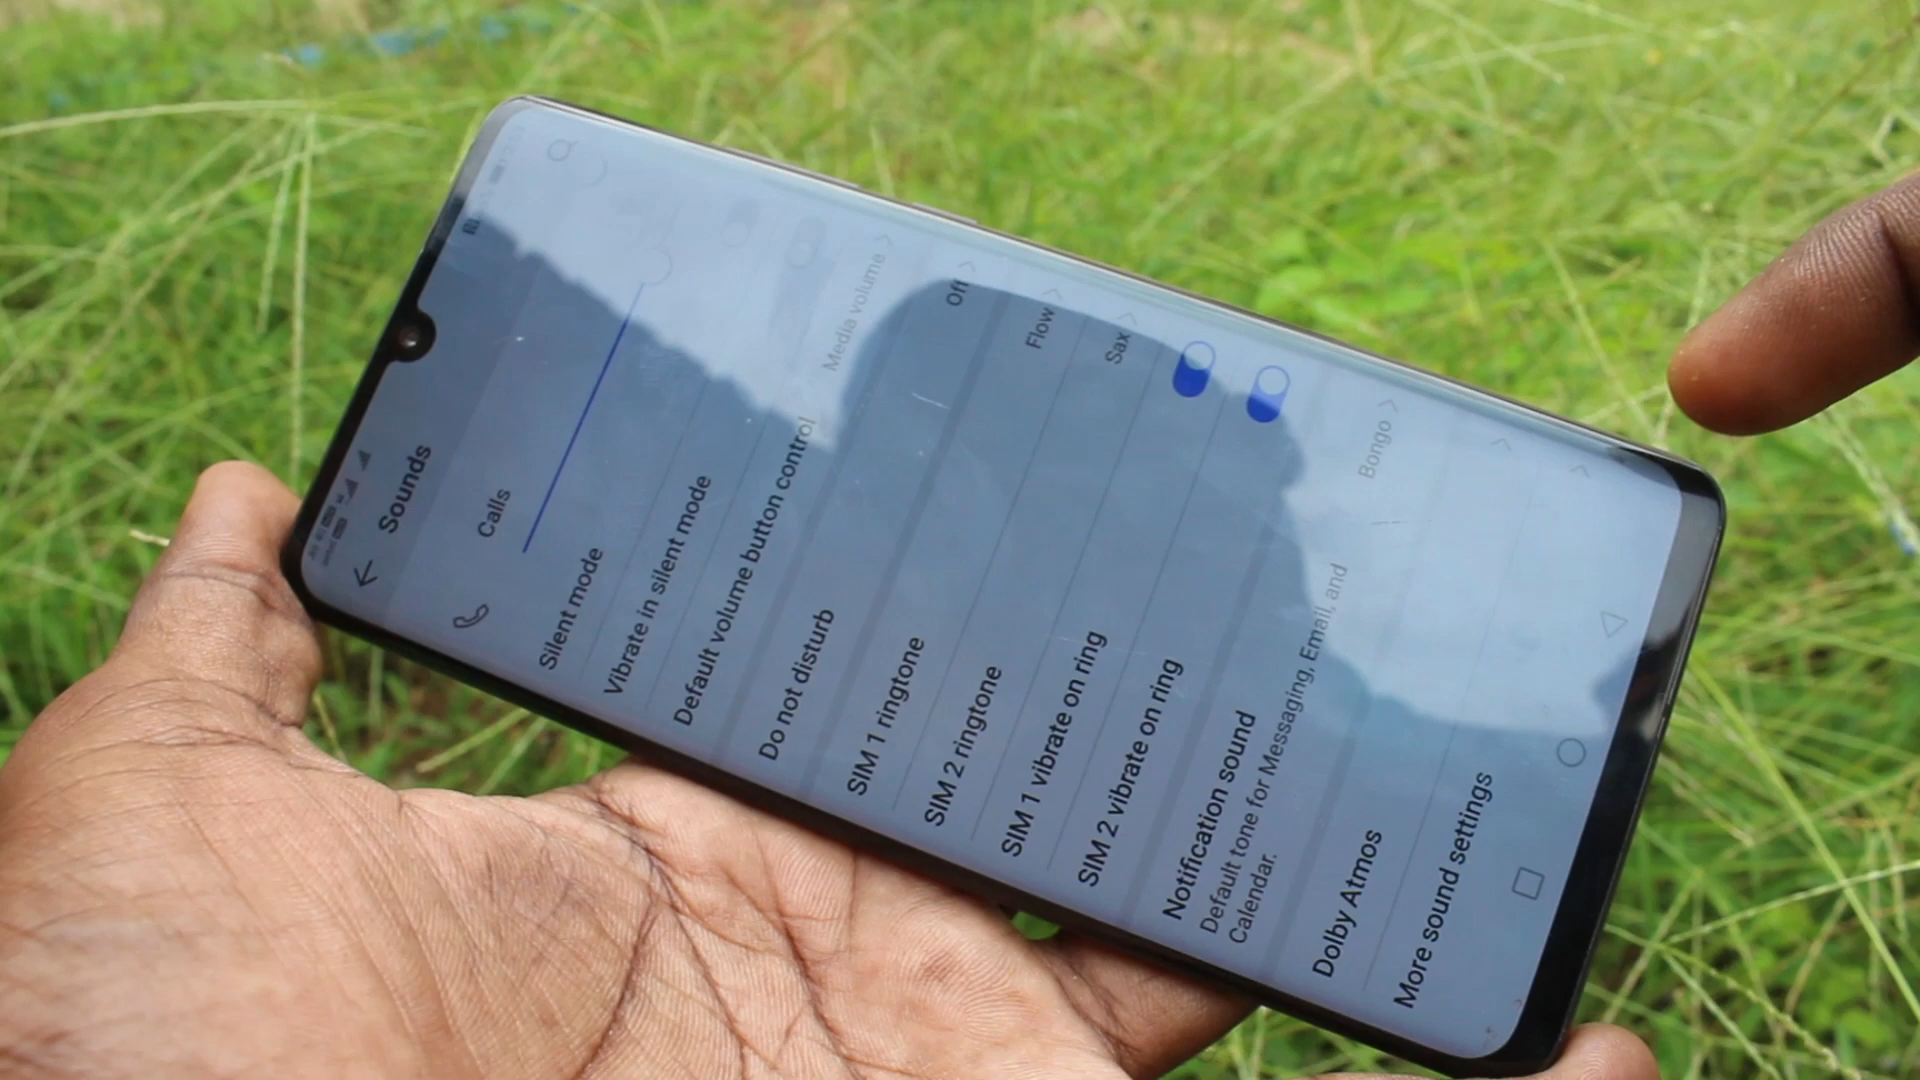 Sounds
Calls
Silent mode
Vibrate in silent mode
Default volume button control
Media volume
Do not disturb
Off
SIM 1 ringtone
Flow
SIM 2 ringtone
Sax
SIM 1 vibrate on ring
SIM 2 vibrate on ring
Notification sound
Default tone for Messaging, Email, and
Calendar.
Bongo
Dolby Atmos
More sound settings